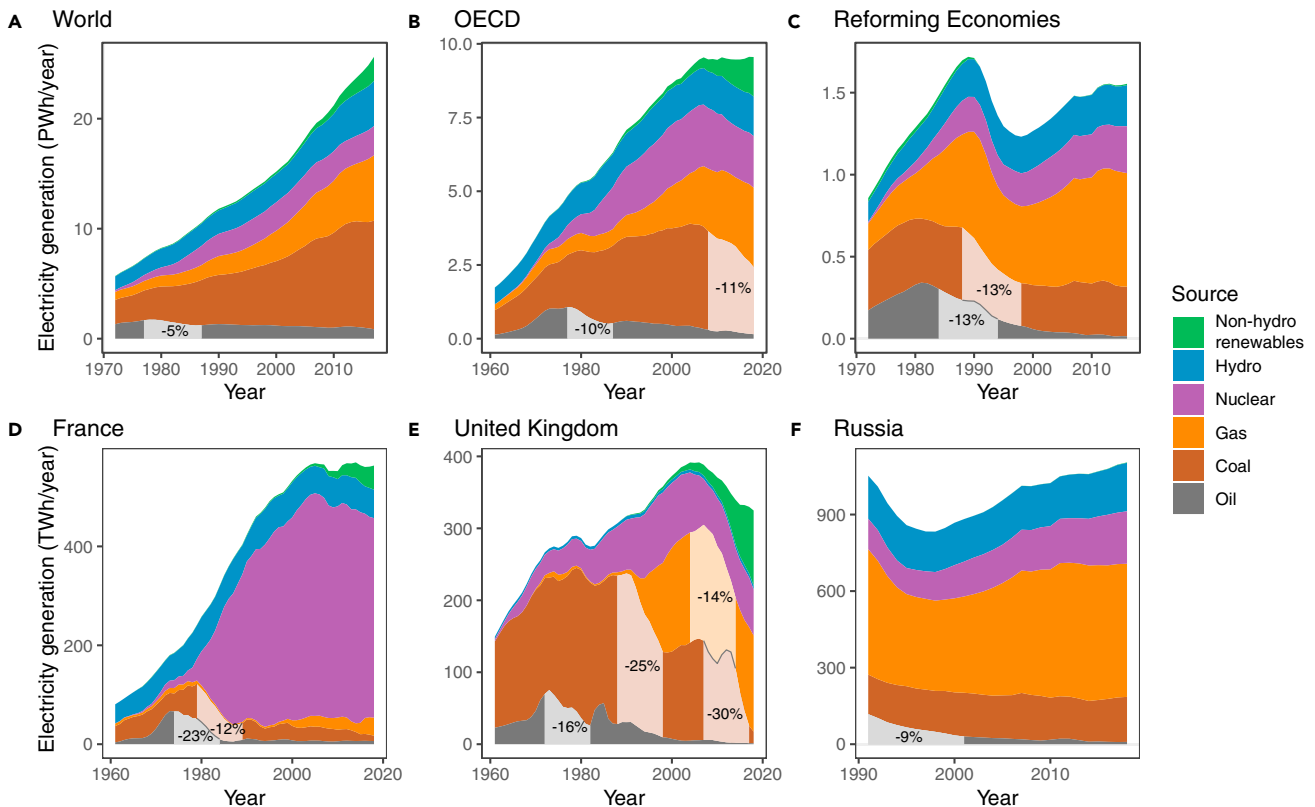 A World
B OECD
C Reforming Economies
Electricity generation (PWh/year)
20
10
0
-5%
1970 1980 1990 2000 2010
Year
10.0
7.5
5.0
2.5
0.0
-10%
-11%
1960 1980 2000 2020
Year
1.5
1.0
0.5
0.0
-13%
-13%
1970 1980 1990 2000 2010
Year
Source
Non-hydro
renewables
Hydro
Nuclear
Gas
Coal
Oil
D France
E United Kingdom
F Russia
Electricity generation (TWh/year)
400
200
0
-23%
-12%
1960 1980 2000 2020
Year
400
300
200
100
0
-16%
-25%
-14%
-30%
1960 1980 2000 2020
Year
900
600
300
0
-9%
1990 2000 2010
Year